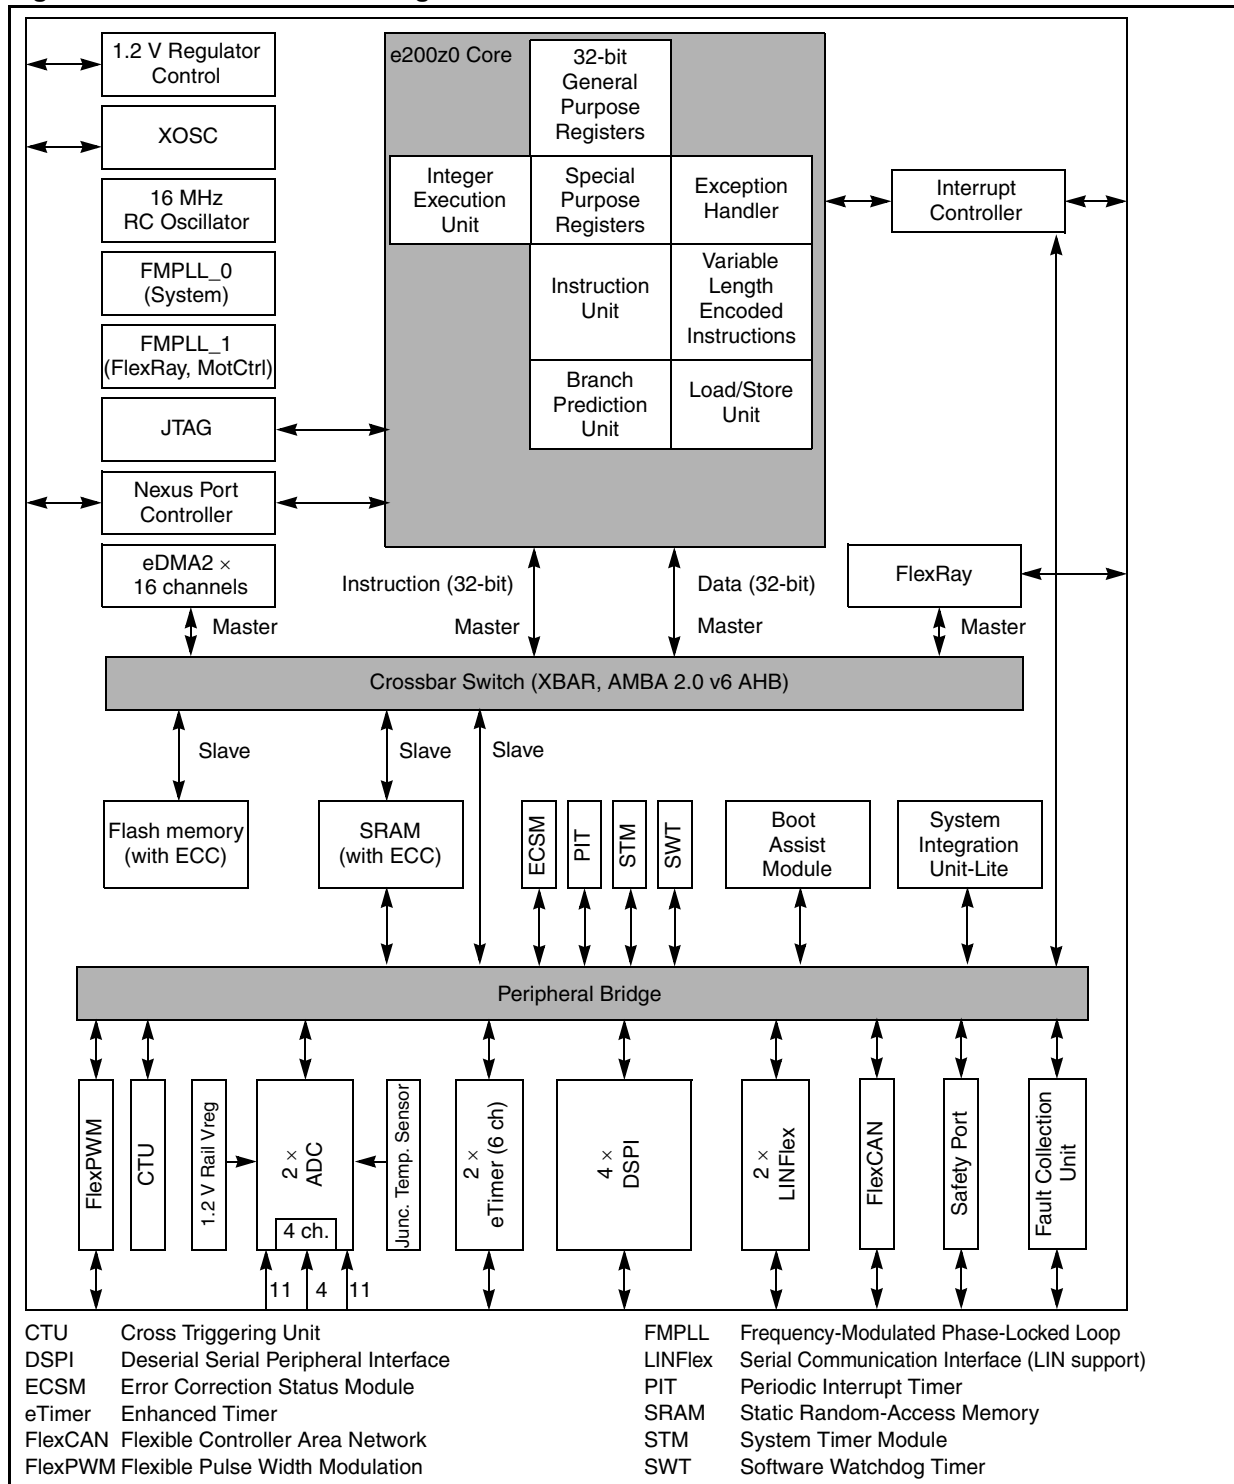 1.2 V Regulator
Control
XOSC
16 MHz
RC Oscillator
FMPLL_0
(System)
FMPLL_1
(FlexRay, MotCtrl)
JTAG
Nexus Port
Controller
eDMA2 ×
16 channels
e200z0 Core
32-bit
General
Purpose
Registers
Integer
Execution
Unit
Special
Purpose
Registers
Exception
Handler
Instruction
Unit
Variable
Length
Encoded
Instructions
Branch
Prediction
Unit
Load/Store
Unit
Interrupt
Controller
FlexRay
Instruction (32-bit)
Data (32-bit)
Master
Master
Master
Master
Crossbar Switch (XBAR, AMBA 2.0 v6 AHB)
Slave
Slave
Slave
Flash memory
(with ECC)
SRAM
(with ECC)
ECSM
PIT
STM
SWT
Boot
Assist
Module
System
Integration
Unit-Lite
Peripheral Bridge
FlexPWM
CTU
1.2 V Rail Vreg
2 ×
ADC
4 ch.
Junc. Temp. Sensor
2 ×
eTimer (6 ch)
4 ×
DSPI
2 ×
LINFlex
FlexCAN
Safety Port
Fault Collection
Unit
11
4
11
CTU Cross Triggering Unit
DSPI Deserial Serial Peripheral Interface
ECSM Error Correction Status Module
eTimer Enhanced Timer
FlexCAN Flexible Controller Area Network
FlexPWM Flexible Pulse Width Modulation
FMPLL Frequency-Modulated Phase-Locked Loop
LINFlex Serial Communication Interface (LIN support)
PIT Periodic Interrupt Timer
SRAM Static Random-Access Memory
STM System Timer Module
SWT Software Watchdog Timer